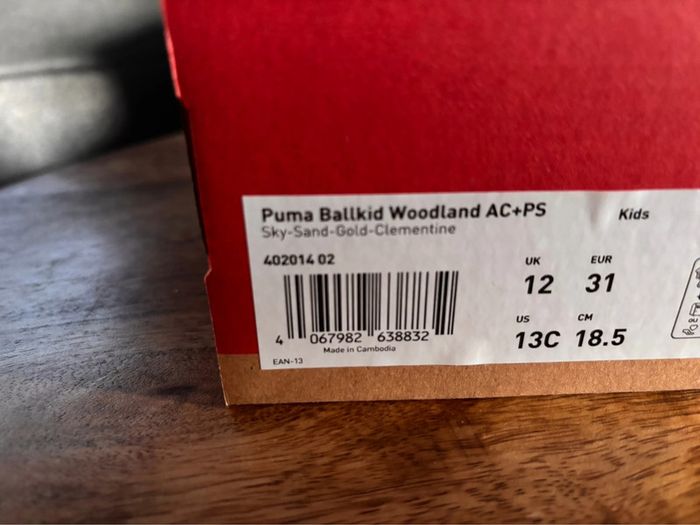 Puma Ballkid Woodland AC+PS
Kids
Sky-Sand-Gold-Clementine
402014 02
UK EUR
12 31
US CM
13C 18.5
4 067982 638832
Made in Cambodia
EAN-13